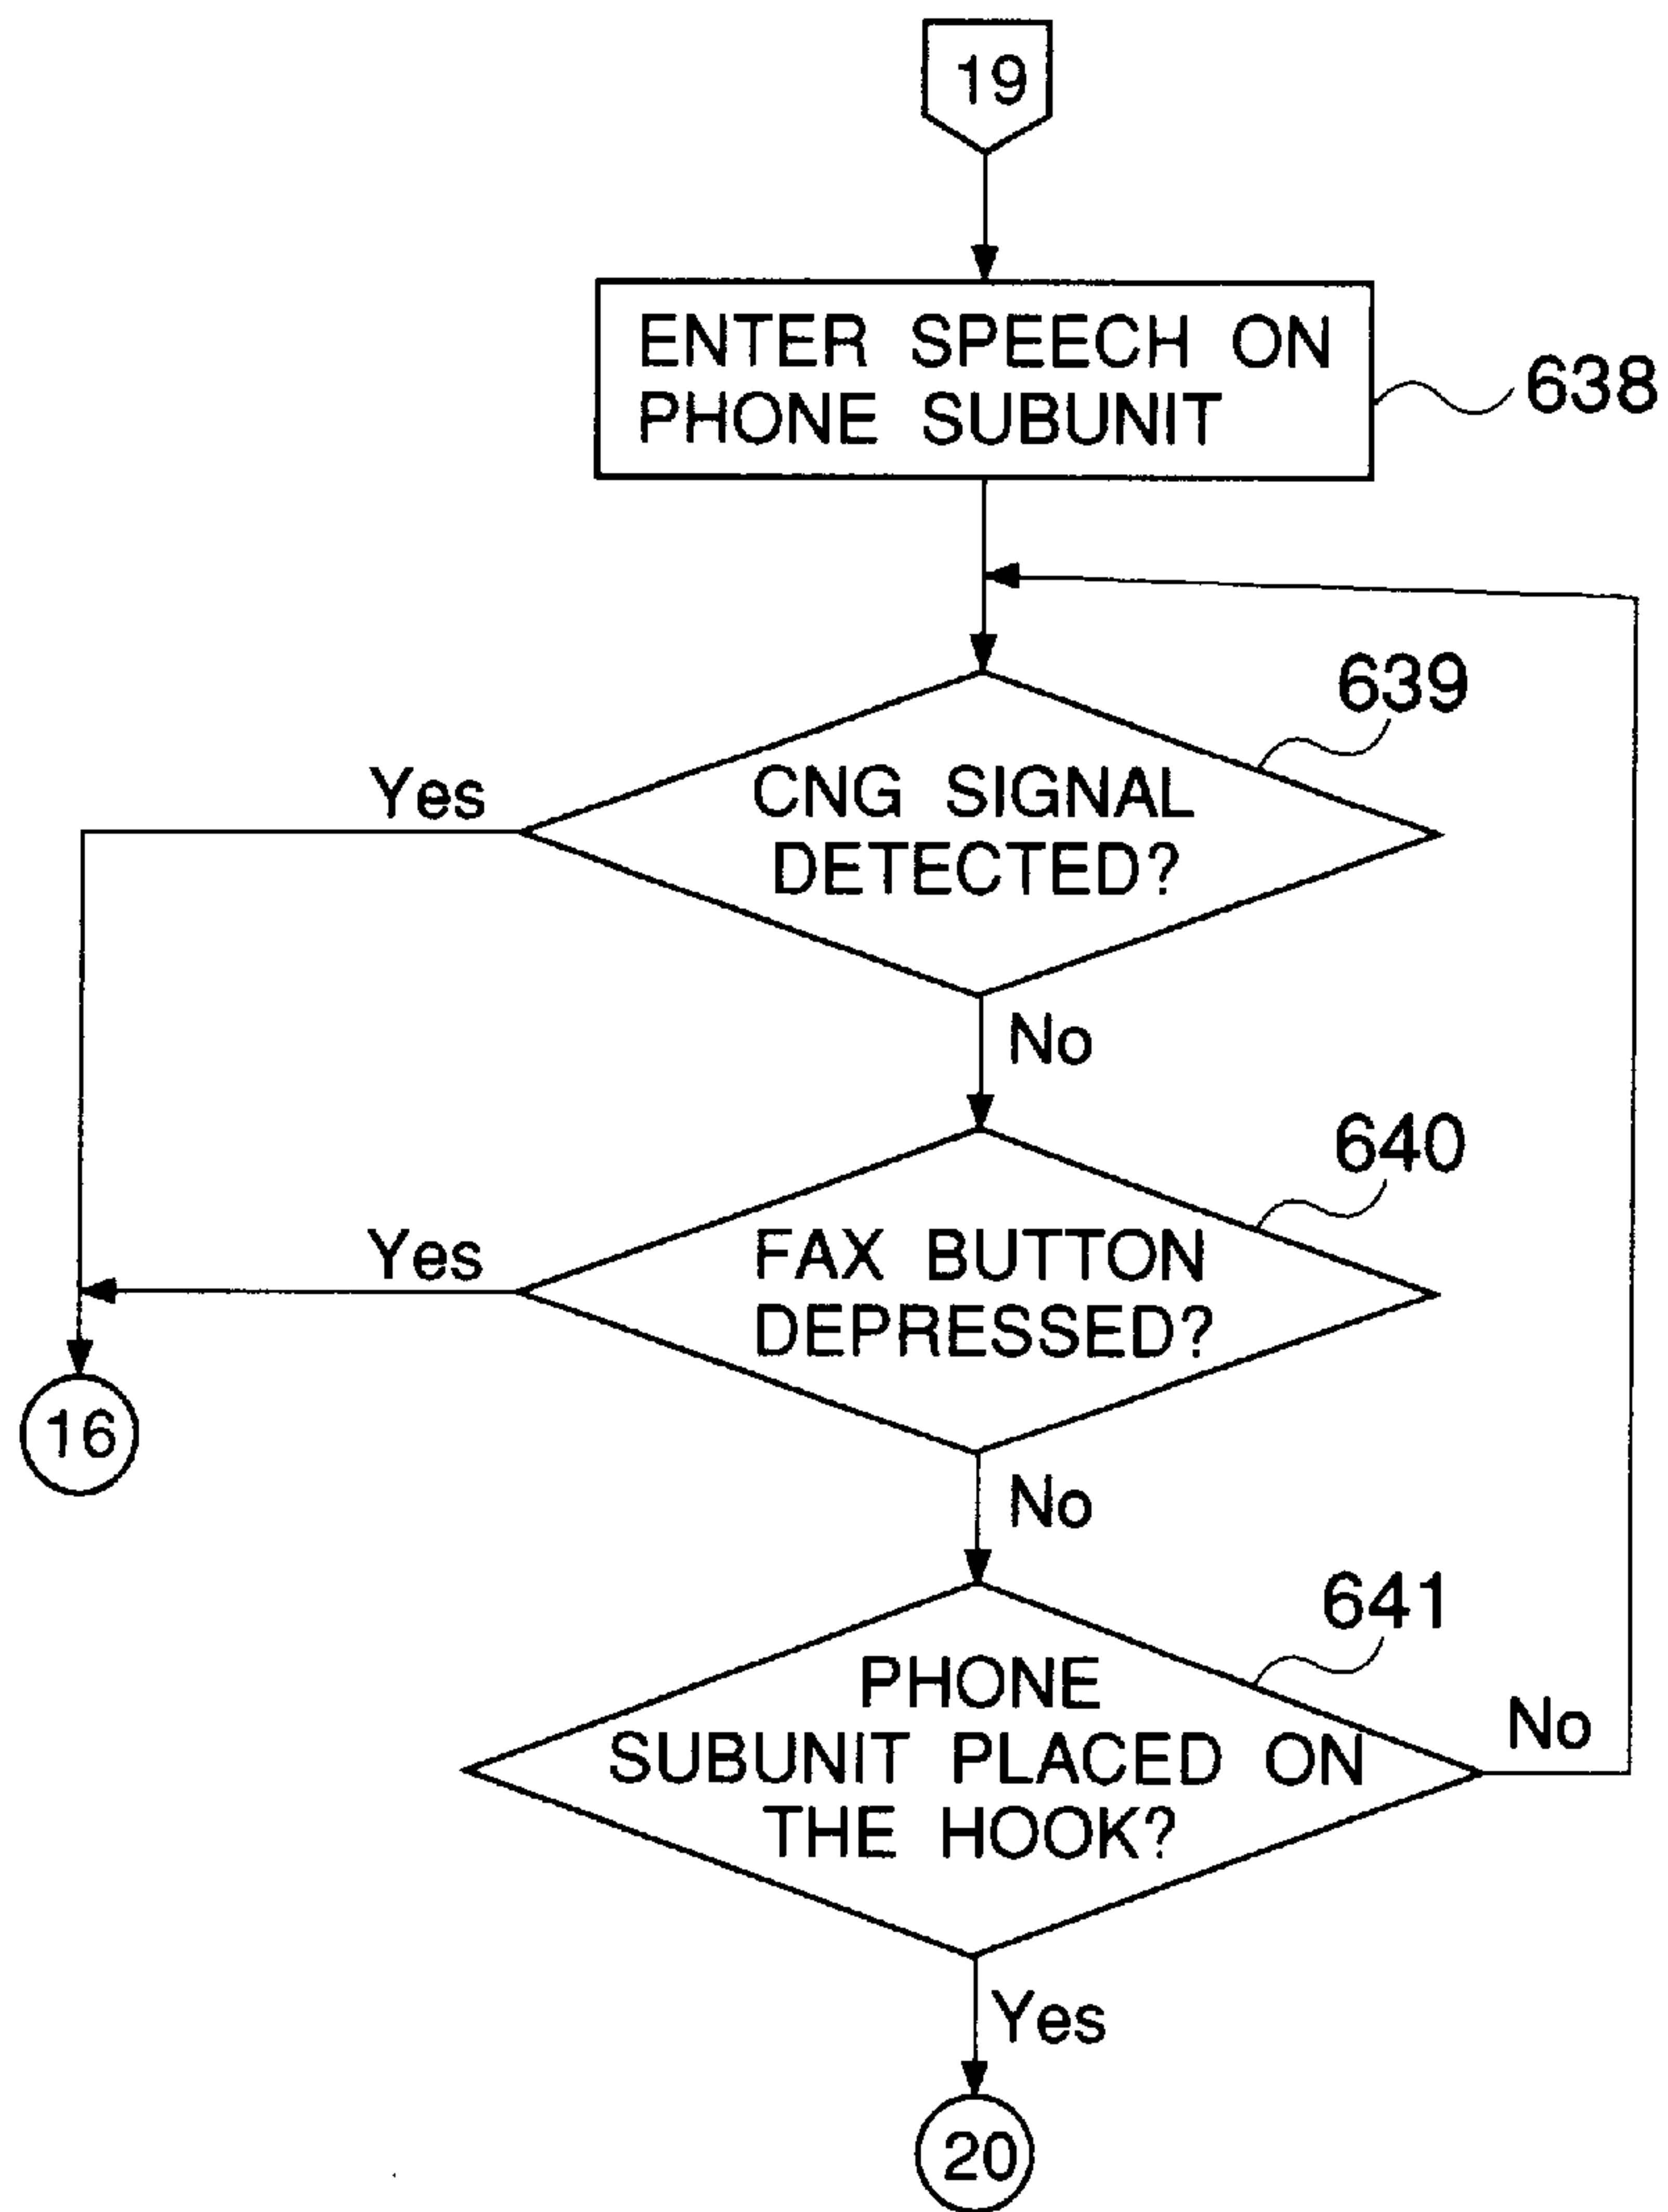 19
ENTER SPEECH ON
PHONE SUBUNIT
638
639
CNG SIGNAL
DETECTED?
Yes
No
640
FAX BUTTON
DEPRESSED?
Yes
16
No
641
PHONE
SUBUNIT PLACED ON
THE HOOK?
No
Yes
20